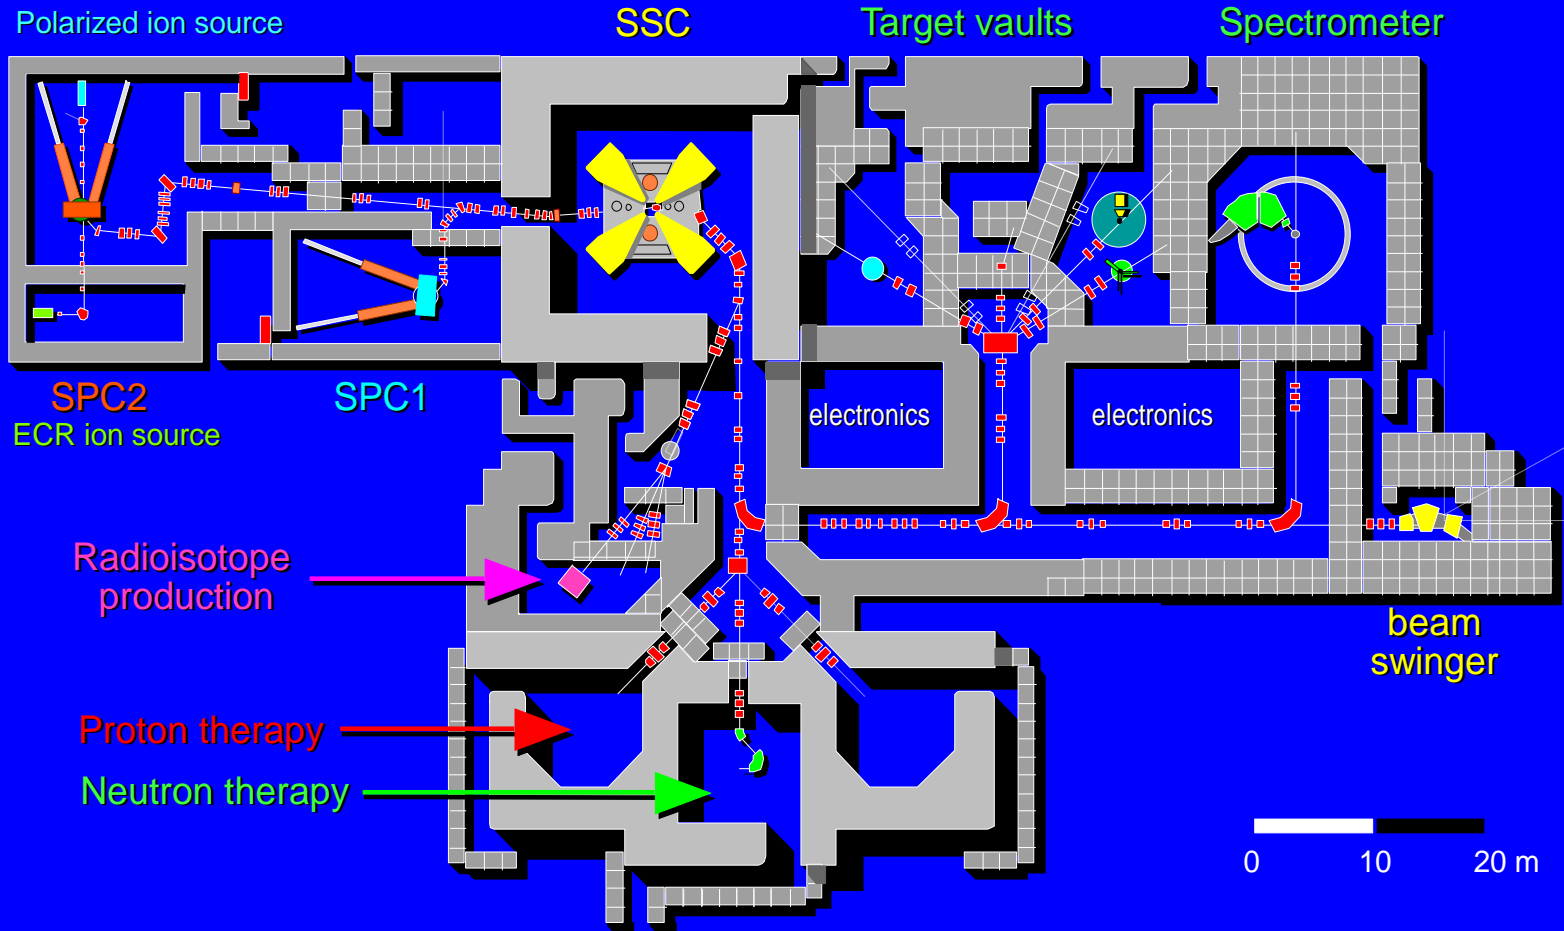 Polarized ion source
SSC
Target vaults
Spectrometer
SPC2
ECR ion source
SPC1
electronics
electronics
Radioisotope
production
beam
swinger
Proton therapy
Neutron therapy
0 10 20 m